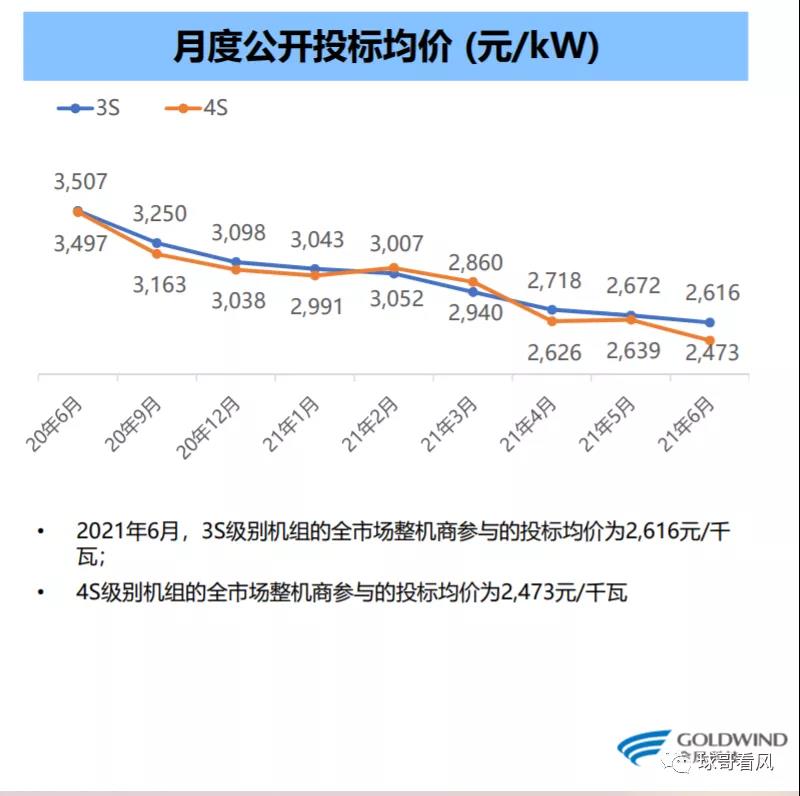 月度公开投标均价 (元/kW)
3S 4S
3,507
3,250
3,098
3,043
3,007
2,860
2,718
2,672
2,616
3,497
3,163
3,038
2,991
3,052
2,940
2,626
2,639
2,473
20年6月
20年9月
20年12月
21年1月
21年2月
21年3月
21年4月
21年5月
21年6月
• 2021年6月，3S级别机组的全市场整机商参与的投标均价为2,616元/千
瓦；
• 4S级别机组的全市场整机商参与的投标均价为2,473元/千瓦
GOLDWIND
球哥看风